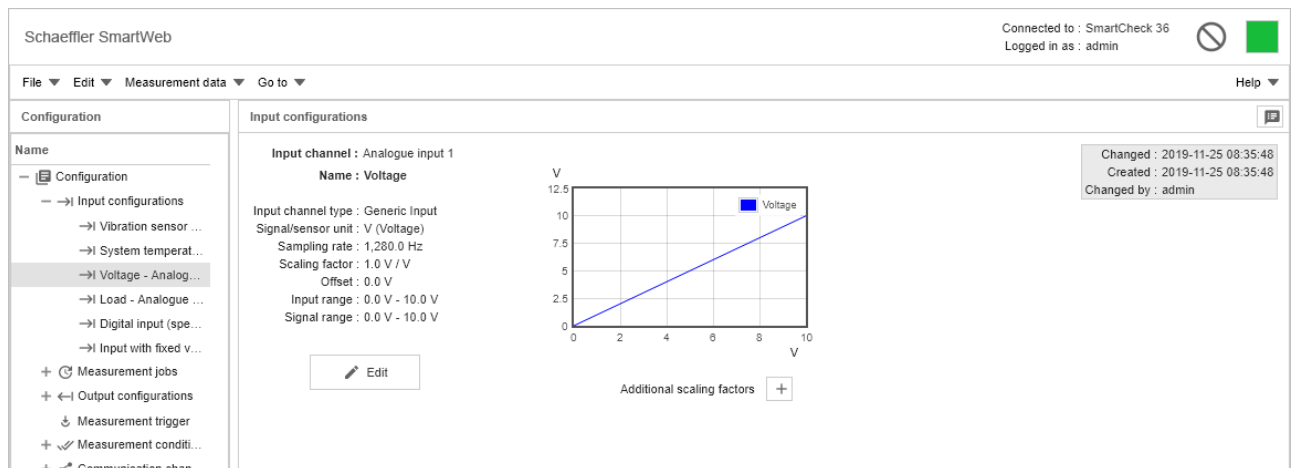 Schaeffler SmartWeb
Connected to : SmartCheck 36
Logged in as : admin
File Edit Measurement data Go to Help
Configuration
Name
Configuration
Input configurations
Vibration sensor ...
System temperat...
Voltage - Analog...
Load - Analogue ...
Digital input (spe...
Input with fixed v...
Measurement jobs
Output configurations
Measurement trigger
Measurement conditi...
Communication chan...
Input configurations
Input channel : Analogue input 1
Name : Voltage
Input channel type : Generic Input
Signal/sensor unit : V (Voltage)
Sampling rate : 1,280.0 Hz
Scaling factor : 1.0 V / V
Offset : 0.0 V
Input range : 0.0 V - 10.0 V
Signal range : 0.0 V - 10.0 V
Edit
V
12.5
10
7.5
5
2.5
0
Voltage
0 2 4 6 8 10
V
Additional scaling factors
Changed : 2019-11-25 08:35:48
Created : 2019-11-25 08:35:48
Changed by : admin